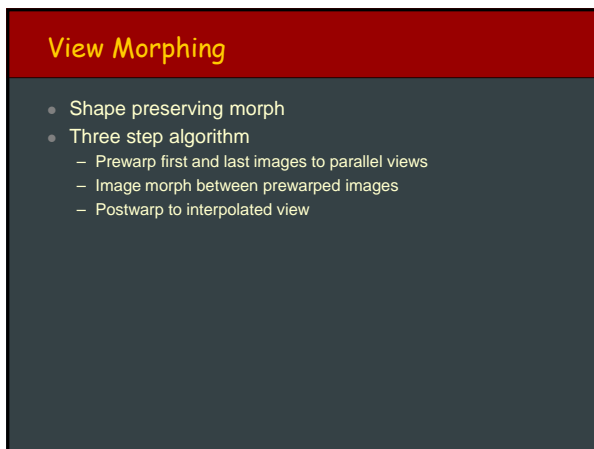 View Morphing
• Shape preserving morph
• Three step algorithm
– Prewarp first and last images to parallel views
– Image morph between prewarped images
– Postwarp to interpolated view